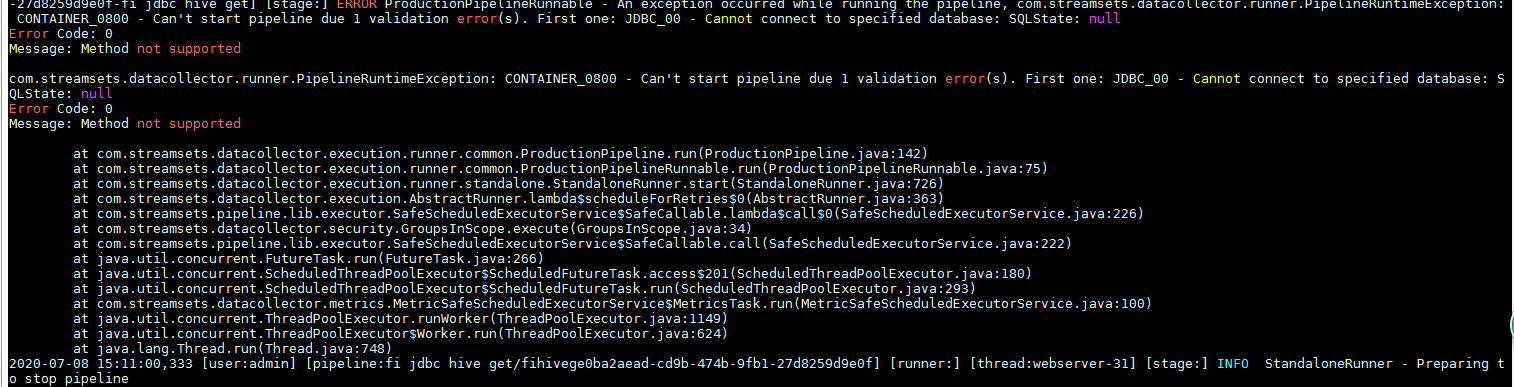 -27d8259d9e0f-fi jdbc hive get] [stage:] ERROR ProductionPipelineRunnable - An exception occurred while running the pipeline, com.streamsets.datacollector.runner.PipelineRuntimeException:
CONTAINER_0800 - Can't start pipeline due 1 validation error(s). First one: JDBC_00 - Cannot connect to specified database: SQLState: null
Error Code: 0
Message: Method not supported
com.streamsets.datacollector.runner.PipelineRuntimeException: CONTAINER_0800 - Can't start pipeline due 1 validation error(s). First one: JDBC_00 - Cannot connect to specified database: S
QLState: null
Error Code: 0
Message: Method not supported
at com.streamsets.datacollector.execution.runner.common.ProductionPipeline.run(ProductionPipeline.java:142)
at com.streamsets.datacollector.execution.runner.common.ProductionPipelineRunnable.run(ProductionPipelineRunnable.java:75)
at com.streamsets.datacollector.execution.runner.standalone.StandaloneRunner.start(StandaloneRunner.java:726)
at com.streamsets.datacollector.execution.AbstractRunner.lambda$scheduleForRetries$0(AbstractRunner.java:363)
at com.streamsets.pipeline.lib.executor.SafeScheduledExecutorService$SafeCallable.lambda$call$0(SafeScheduledExecutorService.java:226)
at com.streamsets.datacollector.security.GroupsInScope.execute(GroupsInScope.java:34)
at com.streamsets.pipeline.lib.executor.SafeScheduledExecutorService$SafeCallable.call(SafeScheduledExecutorService.java:222)
at java.util.concurrent.FutureTask.run(FutureTask.java:266)
at java.util.concurrent.ScheduledThreadPoolExecutor$ScheduledFutureTask.access$201(ScheduledThreadPoolExecutor.java:180)
at java.util.concurrent.ScheduledThreadPoolExecutor$ScheduledFutureTask.run(ScheduledThreadPoolExecutor.java:293)
at com.streamsets.datacollector.metrics.MetricSafeScheduledExecutorService$MetricsTask.run(MetricSafeScheduledExecutorService.java:100)
at java.util.concurrent.ThreadPoolExecutor.runWorker(ThreadPoolExecutor.java:1149)
at java.util.concurrent.ThreadPoolExecutor$Worker.run(ThreadPoolExecutor.java:624)
at java.lang.Thread.run(Thread.java:748)
2020-07-08 15:11:00,333 [user:admin] [pipeline:fi jdbc hive get/fihivege0ba2aead-cd9b-474b-9fb1-27d8259d9e0f] [runner:] [thread:webserver-31] [stage:] INFO  StandaloneRunner - Preparing t
o stop pipeline